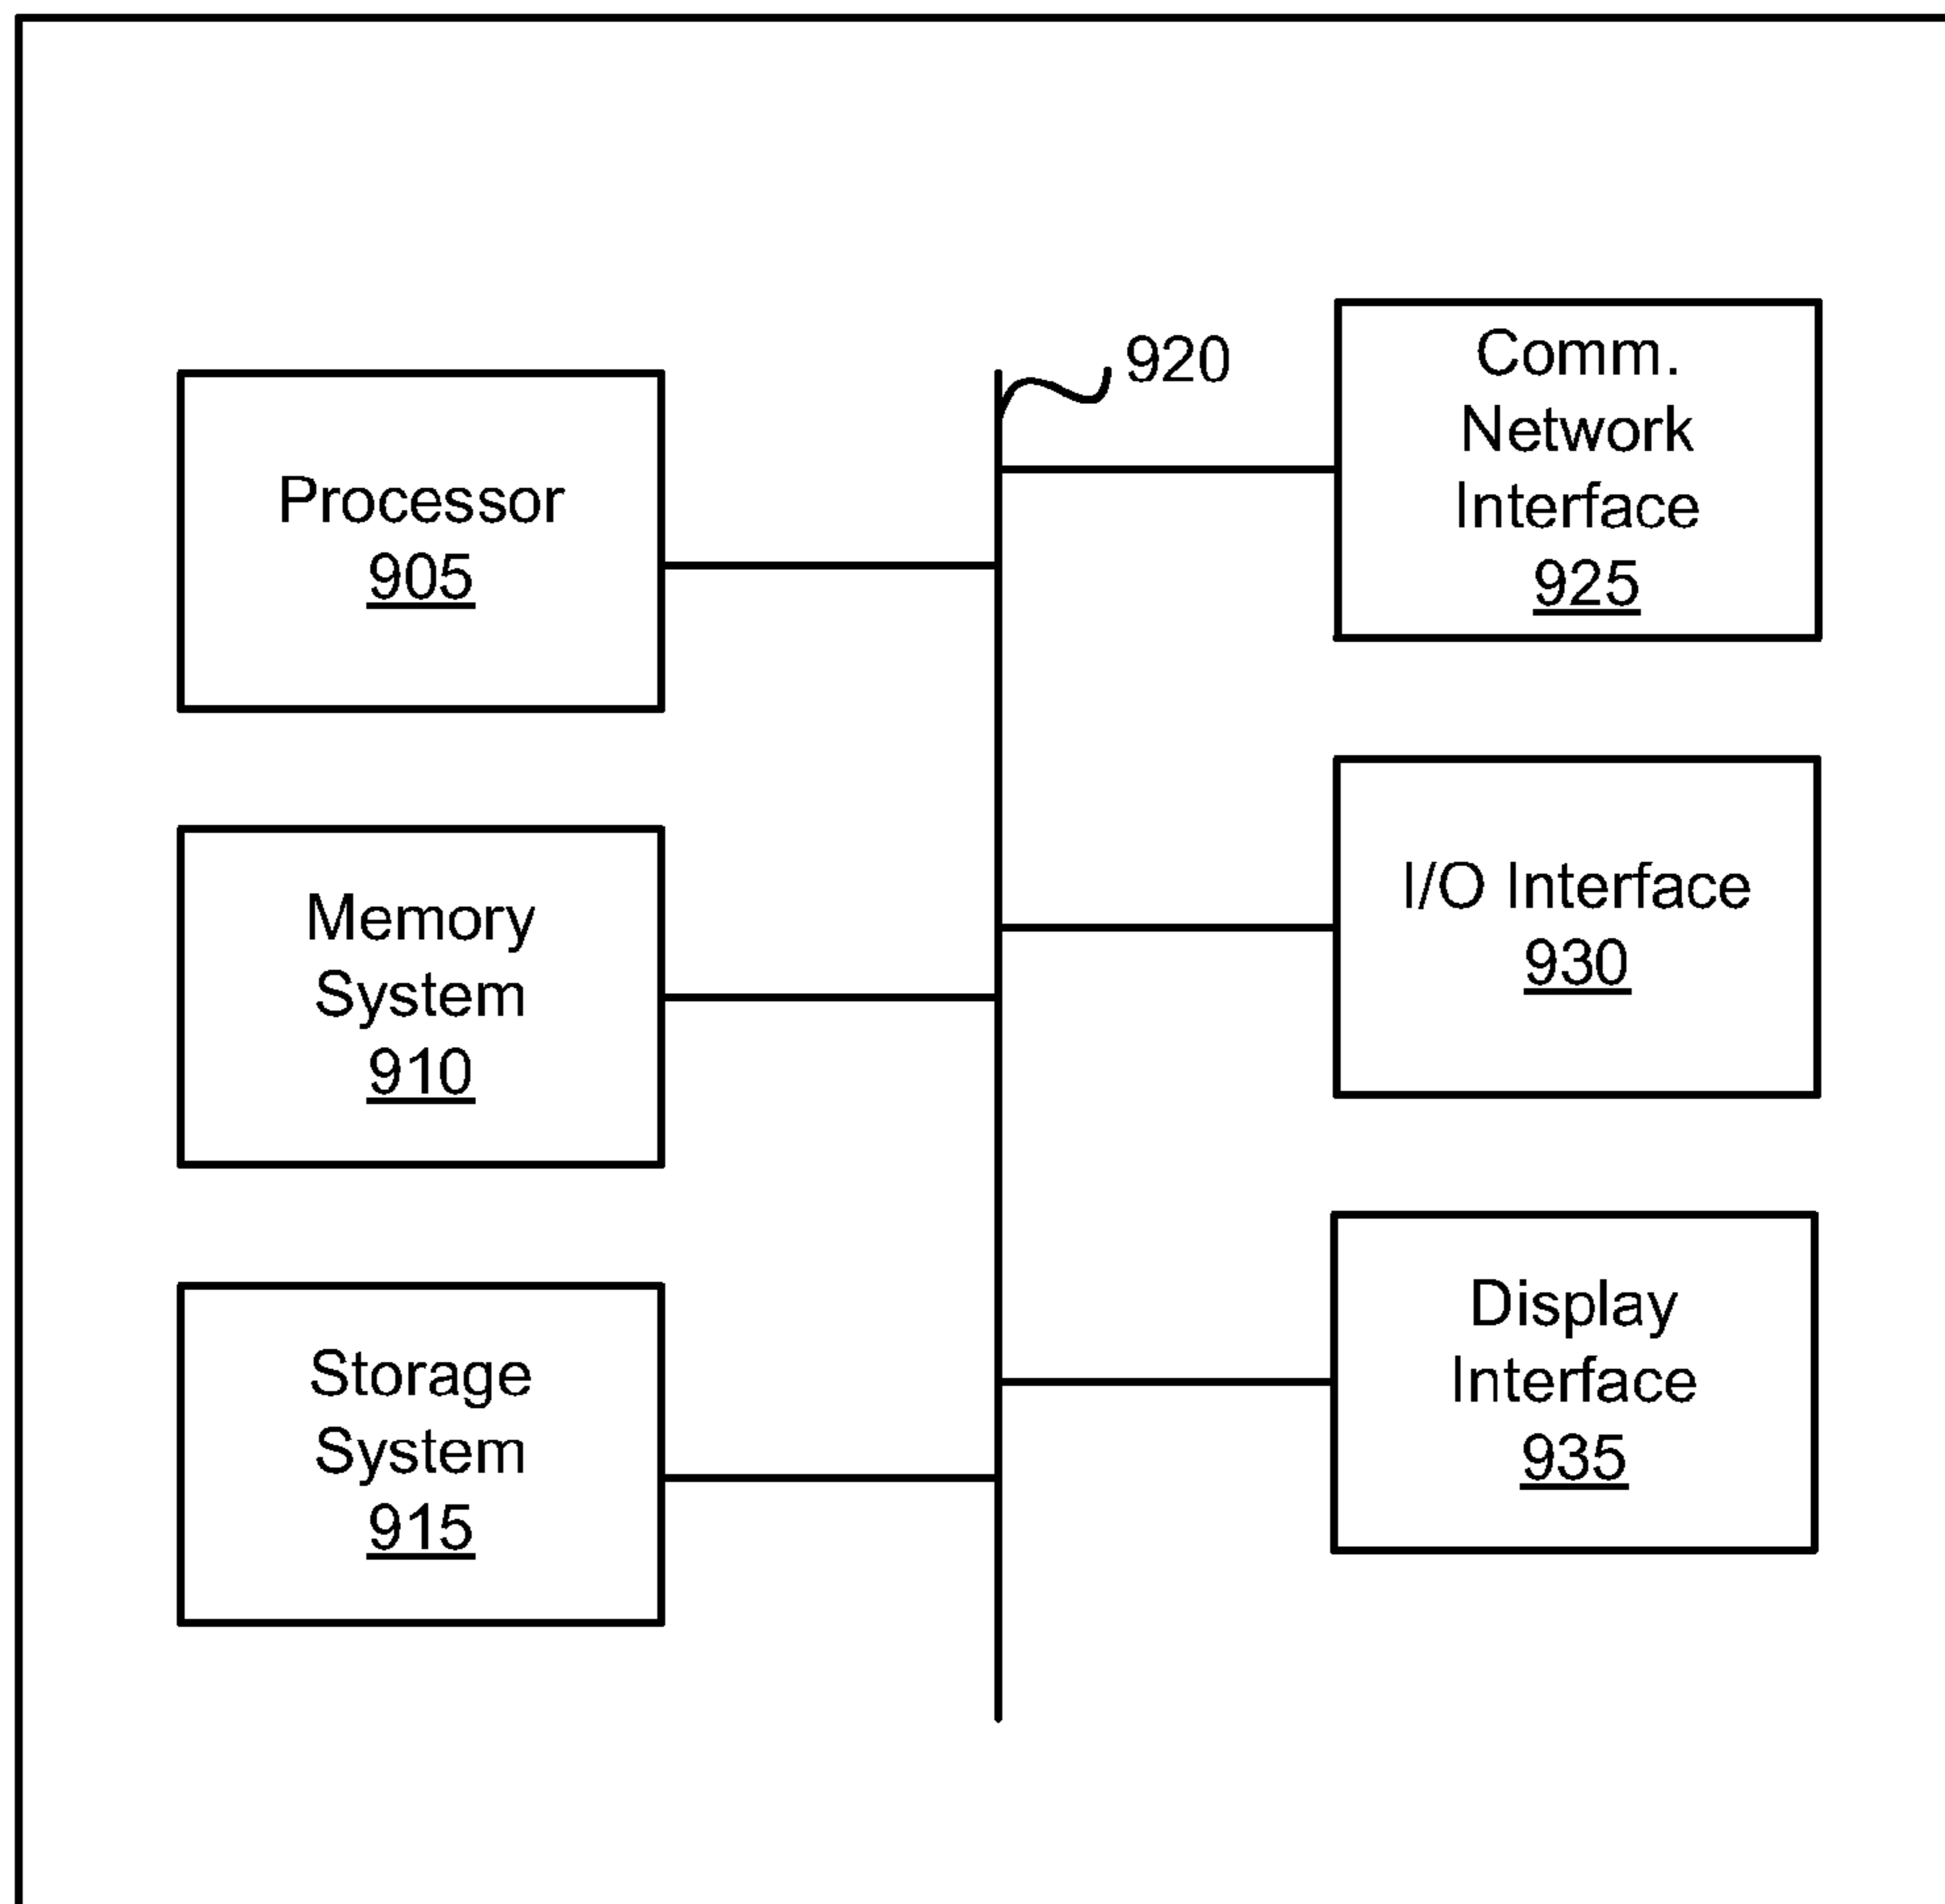 Processor
905
Memory
System
910
Storage
System
915
920
Comm.
Network
Interface
925
I/O Interface
930
Display
Interface
935